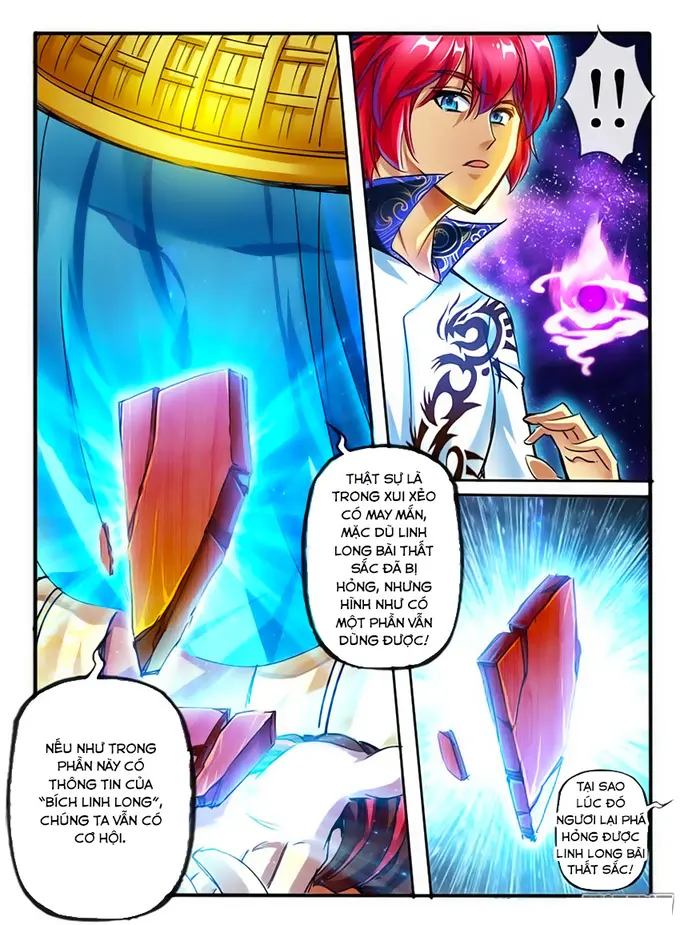 !!
THẬT SỰ LÀ
TRONG XUI XẺO
CÓ MAY MẮN,
MẶC DÙ LINH
LONG BÀI THẤT
SẮC ĐÃ BỊ
HỎNG, NHƯNG
HÌNH NHƯ CÓ
MỘT PHẦN VẪN
DÙNG ĐƯỢC!
NẾU NHƯ TRONG
PHẦN NÀY CÓ
THÔNG TIN CỦA
"BÍCH LINH LONG",
CHÚNG TA VẪN CÓ
CƠ HỘI.
TẠI SAO
LÚC ĐÓ
NGƯƠI LẠI PHÁ
HỎNG ĐƯỢC
LINH LONG BÀI
THẤT SẮC!